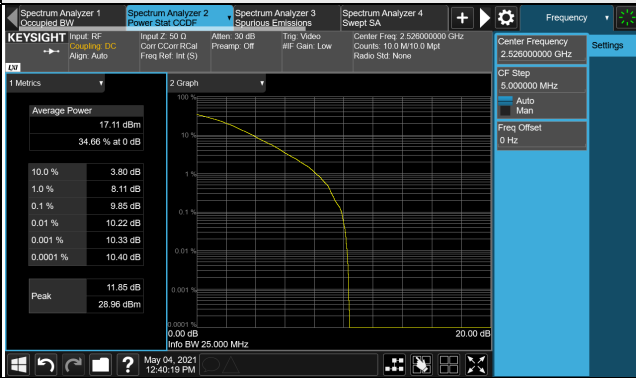 Spectrum Analyzer 1
Occupied BW
Spectrum Analyzer 2
Power Stat CCDF
Spectrum Analyzer 3
Spurious Emissions
Spectrum Analyzer 4
Swept SA
Frequency
KEYSIGHT
Input: RF
Coupling: DC
Align: Auto
Input Z: 50 Ω
Corr CCorr RCal
Freq Ref: Int (S)
Atten: 30 dB
Preamp: Off
Trig: Video
#IF Gain: Low
Center Freq: 2.526000000 GHz
Counts: 10.0 M/10.0 Mpt
Radio Std: None
LXI
Center Frequency
2.526000000 GHz
Settings
CF Step
5.000000 MHz
Auto
Man
Freq Offset
0 Hz
1 Metrics
Average Power
17.11 dBm
34.66 % at 0 dB
10.0 % 3.80 dB
1.0 % 8.11 dB
0.1 % 9.85 dB
0.01 % 10.22 dB
0.001 % 10.33 dB
0.0001 % 10.40 dB
Peak
11.85 dB
28.96 dBm
2 Graph
100 %
10 %
1 %
0.1 %
0.01 %
0.001 %
0.0001 %
0.00 dB
20.00 dB
Info BW 25.000 MHz
May 04, 2021
12:40:19 PM